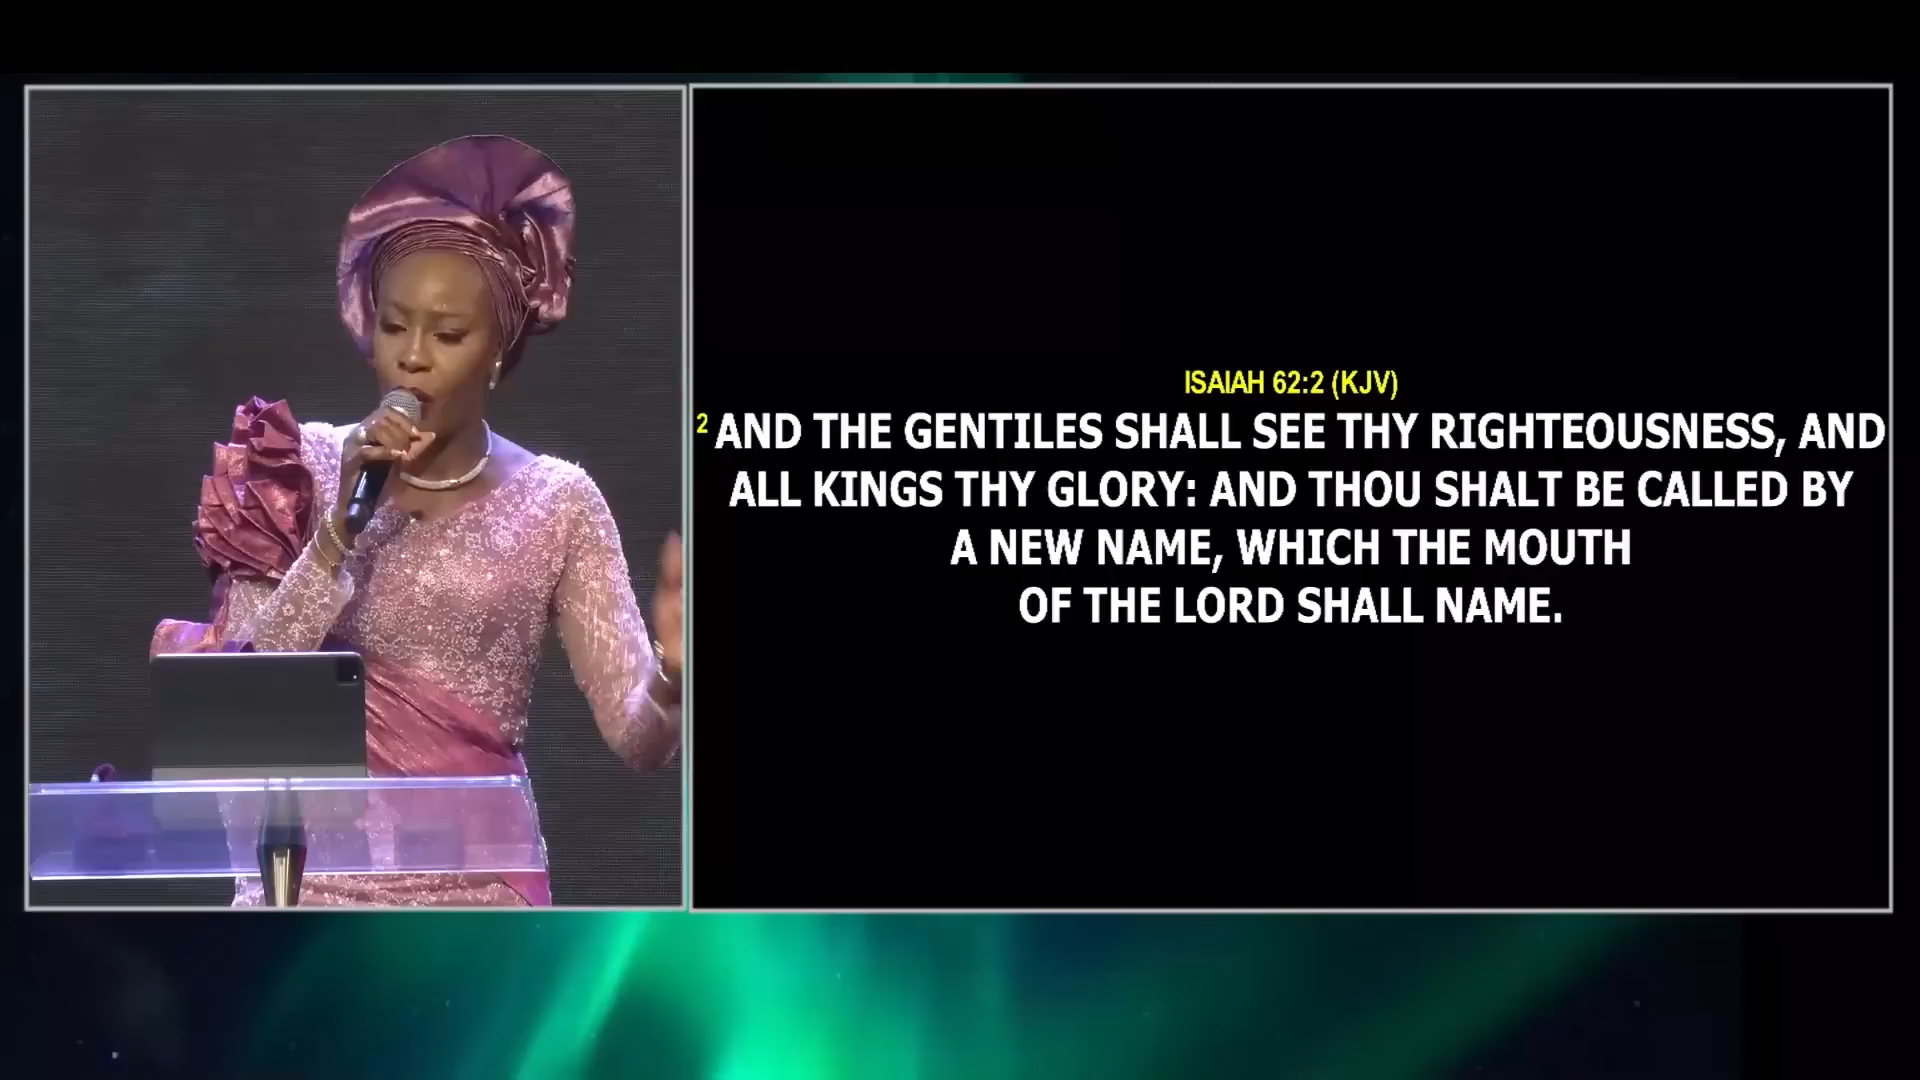 ISAIAH 62:2 (KJV)
2 AND THE GENTILES SHALL SEE THY RIGHTEOUSNESS, AND
ALL KINGS THY GLORY: AND THOU SHALT BE CALLED BY
A NEW NAME, WHICH THE MOUTH
OF THE LORD SHALL NAME.